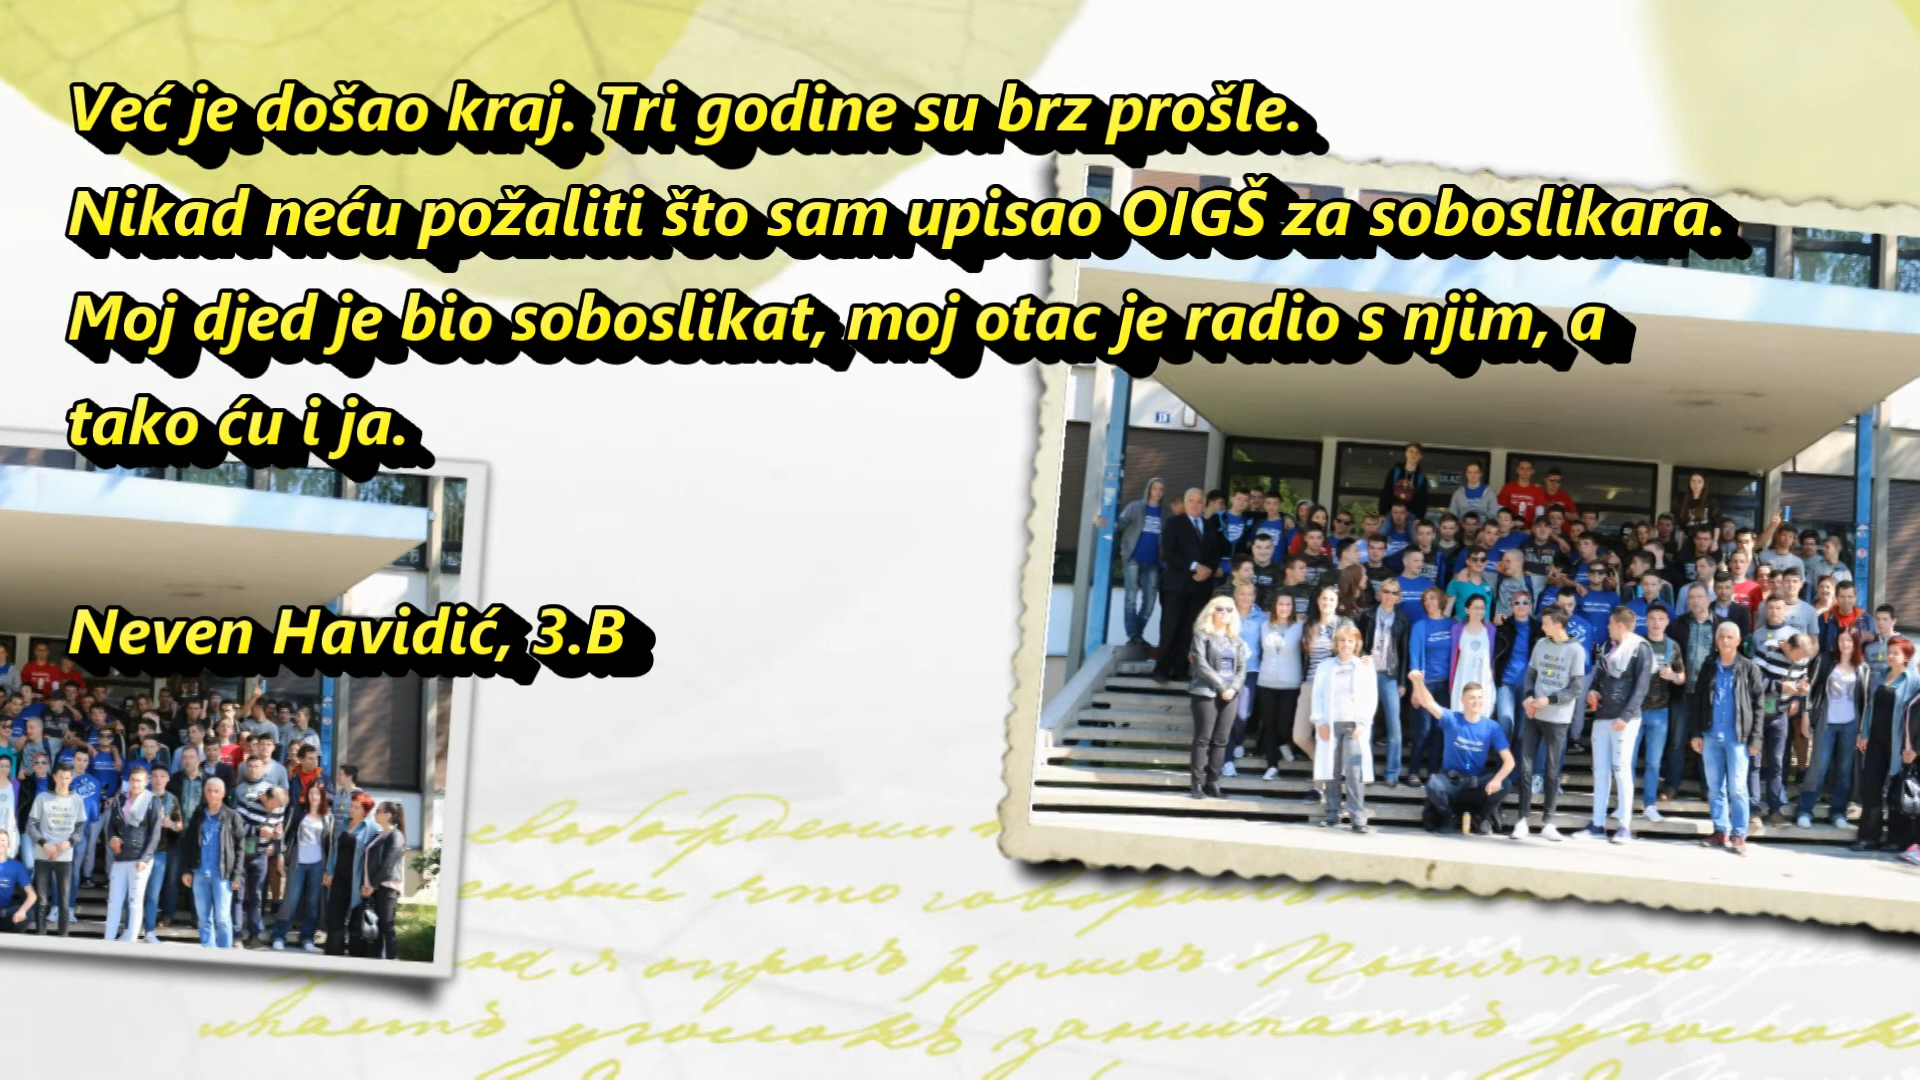 Već je došao kraj. Tri godine su brz prošle.
Nikad neću požaliti što sam upisao OIGŠ za soboslikara.
Moj djed je bio soboslikat, moj otac je radio s njim, a
tako ću i ja.
Neven Havidić, 3.B